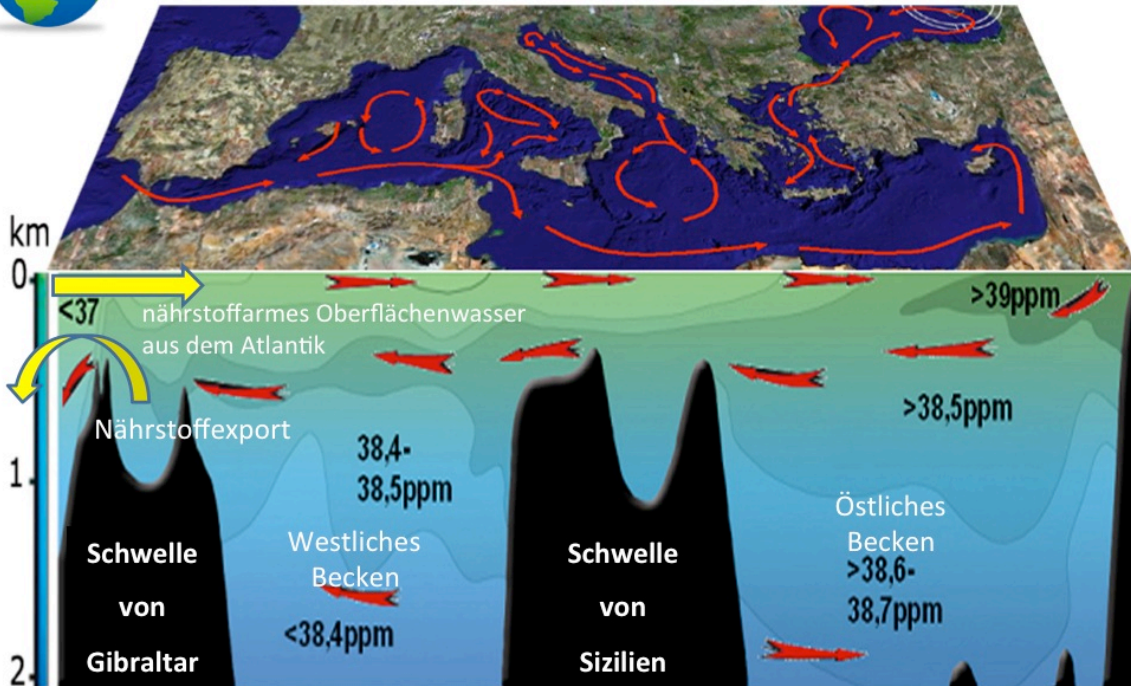 km
0
<37
nährstoffarmes Oberflächenwasser
aus dem Atlantik
>39ppm
Nährstoffexport
>38,5ppm
38,4-
38,5ppm
1
Schwelle
von
Gibraltar
Westliches
Becken
<38,4ppm
Schwelle
von
Sizilien
Östliches
Becken
>38,6-
38,7ppm
2